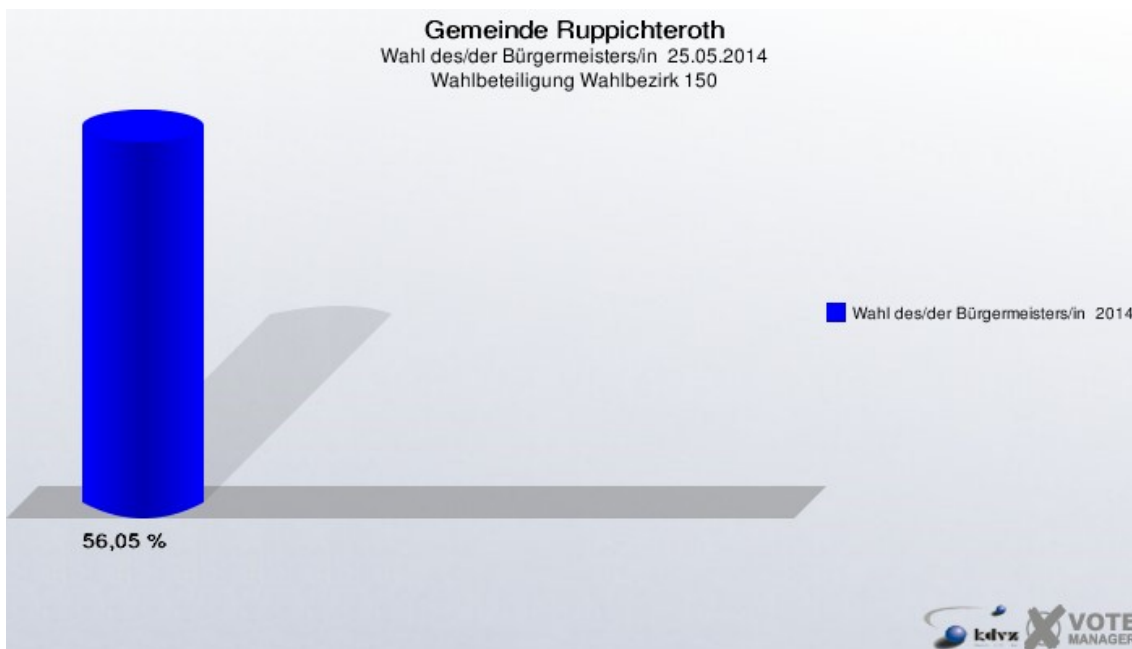 Gemeinde Ruppichteroth
Wahl des/der Bürgermeisters/in 25.05.2014
Wahlbeteiligung Wahlbezirk 150
Wahl des/der Bürgermeisters/in 2014
56,05 %
kdvz
VOTE
MANAGER